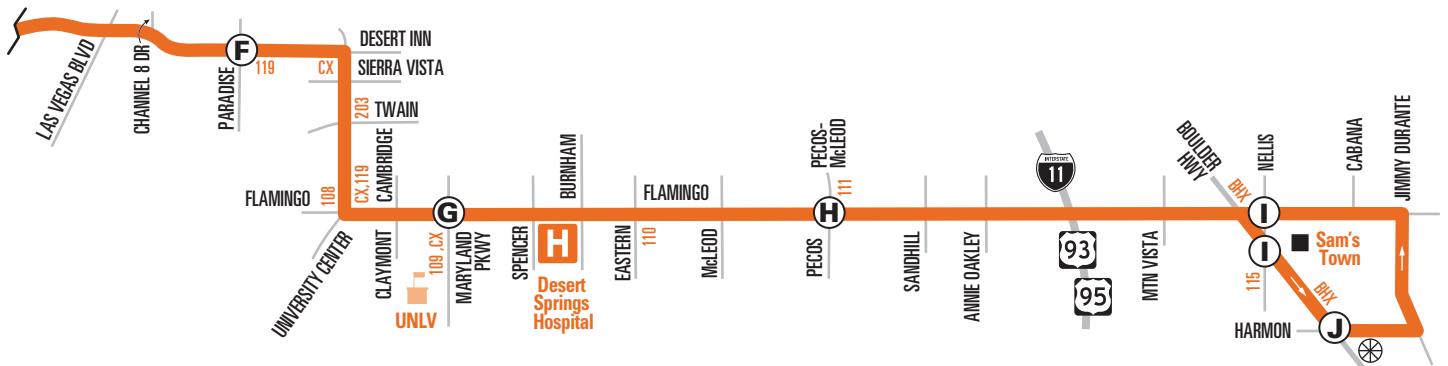 LAS VEGAS BLVD
CHANNEL 8 DR
PARADISE
F
119
DESERT INN
CX
SIERRA VISTA
203
TWAIN
FLAMINGO
108
CX,119
CAMBRIDGE
UNIVERSITY CENTER
CLAYMONT
G
109 ,CX
MARYLAND
PKWY
UNLV
SPENCER
H
Desert
Springs
Hospital
BURNHAM
EASTERN
110
FLAMINGO
McLEOD
PECOS-
McLEOD
111
H
PECOS
SANDHILL
ANNIE OAKLEY
INTERSTATE
11
93
95
MTN VISTA
BOULDER
HWY
BHX
NELLIS
I
I
115
Sam's
Town
CABANA
JIMMY DURANTE
BHX
HARMON
J